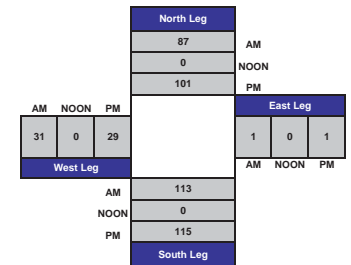 North Leg
87 AM
0 NOON
101 PM
AM NOON PM
31 0 29
West Leg
East Leg
1 0 1
AM NOON PM
AM 113
NOON 0
PM 115
South Leg